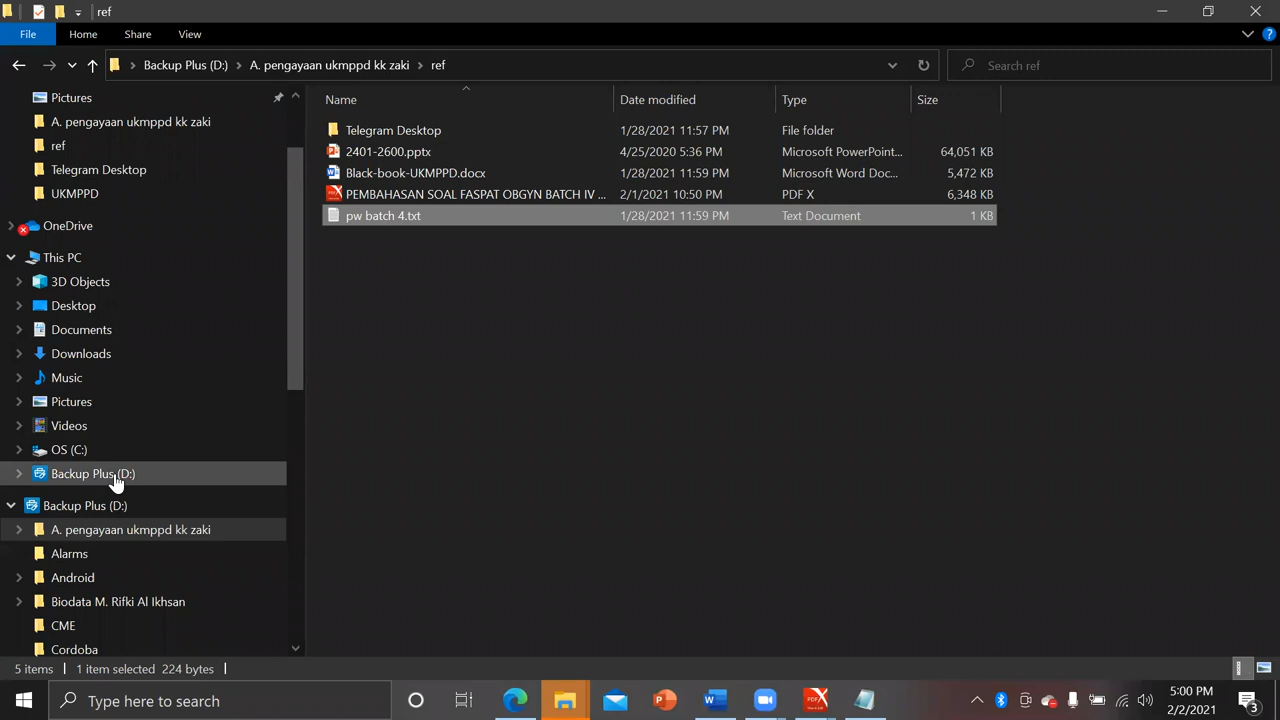 ref
File Home Share View
Backup Plus (D:) A. pengayaan ukmppd kk zaki ref
Search ref
Name Date modified Type Size
Pictures
A. pengayaan ukmppd kk zaki
ref
Telegram Desktop
UKMPPD
OneDrive
This PC
3D Objects
Desktop
Documents
Downloads
Music
Pictures
Videos
OS (C:)
Backup Plus (D:)
Backup Plus (D:)
A. pengayaan ukmppd kk zaki
Alarms
Android
Biodata M. Rifki Al Ikhsan
CME
Cordoba
Telegram Desktop 1/28/2021 11:57 PM File folder
2401-2600.pptx 4/25/2020 5:36 PM Microsoft PowerPoint... 64,051 KB
Black-book-UKMPPD.docx 1/28/2021 11:59 PM Microsoft Word Doc... 5,472 KB
PEMBAHASAN SOAL FASPAT OBGYN BATCH IV ... 2/1/2021 10:50 PM PDF X 6,348 KB
pw batch 4.txt 1/28/2021 11:59 PM Text Document 1 KB
5 items 1 item selected 224 bytes
Type here to search
5:00 PM
2/2/2021
3